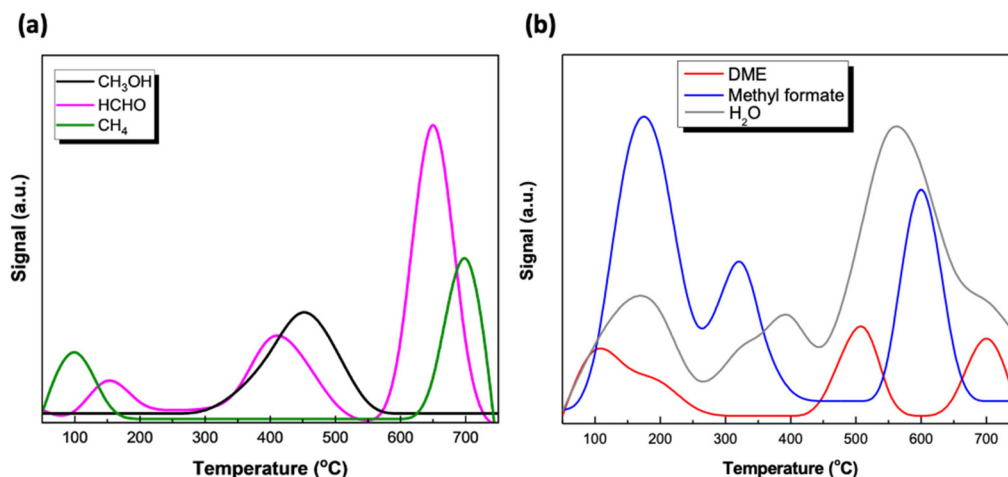 (a)
CH₃OH
HCHO
CH₄
Signal (a.u.)
100 200 300 400 500 600 700
Temperature (°C)
(b)
DME
Methyl formate
H₂O
Signal (a.u.)
100 200 300 400 500 600 700
Temperature (°C)